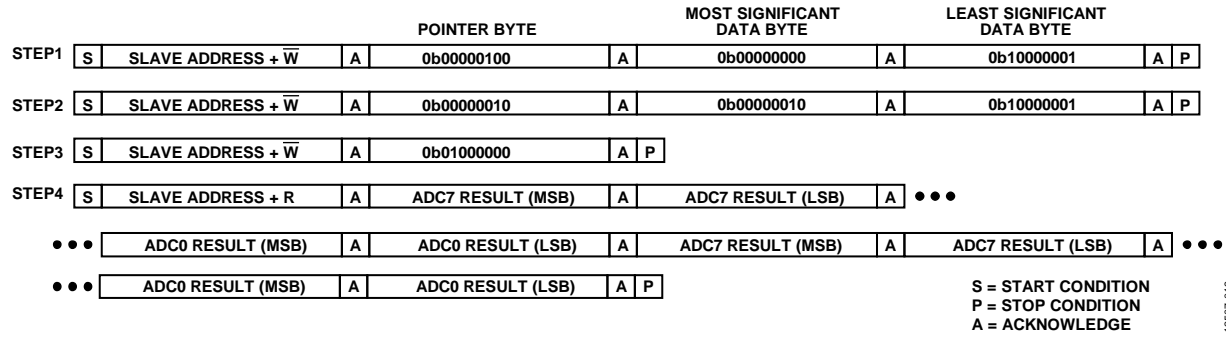 POINTER BYTE
MOST SIGNIFICANT
DATA BYTE
LEAST SIGNIFICANT
DATA BYTE
STEP1 S SLAVE ADDRESS + W̅ A 0b00000100 A 0b00000000 A 0b10000001 A P
STEP2 S SLAVE ADDRESS + W̅ A 0b00000010 A 0b00000010 A 0b10000001 A P
STEP3 S SLAVE ADDRESS + W̅ A 0b01000000 A P
STEP4 S SLAVE ADDRESS + R A ADC7 RESULT (MSB) A ADC7 RESULT (LSB) A •••
••• ADC0 RESULT (MSB) A ADC0 RESULT (LSB) A ADC7 RESULT (MSB) A ADC7 RESULT (LSB) A •••
••• ADC0 RESULT (MSB) A ADC0 RESULT (LSB) A P
S = START CONDITION
P = STOP CONDITION
A = ACKNOWLEDGE